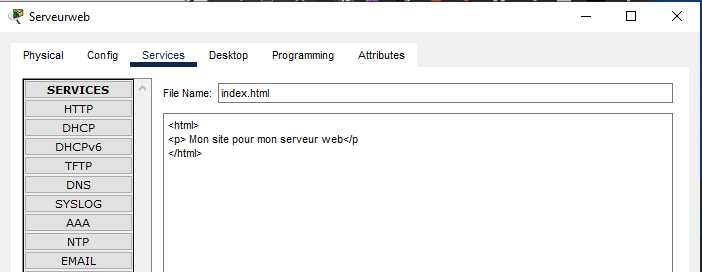 Serveurweb
Physical Config Services Desktop Programming Attributes
SERVICES
HTTP
DHCP
DHCPv6
TFTP
DNS
SYSLOG
AAA
NTP
EMAIL
File Name: index.html
<html>
<p> Mon site pour mon serveur web</p
</html>